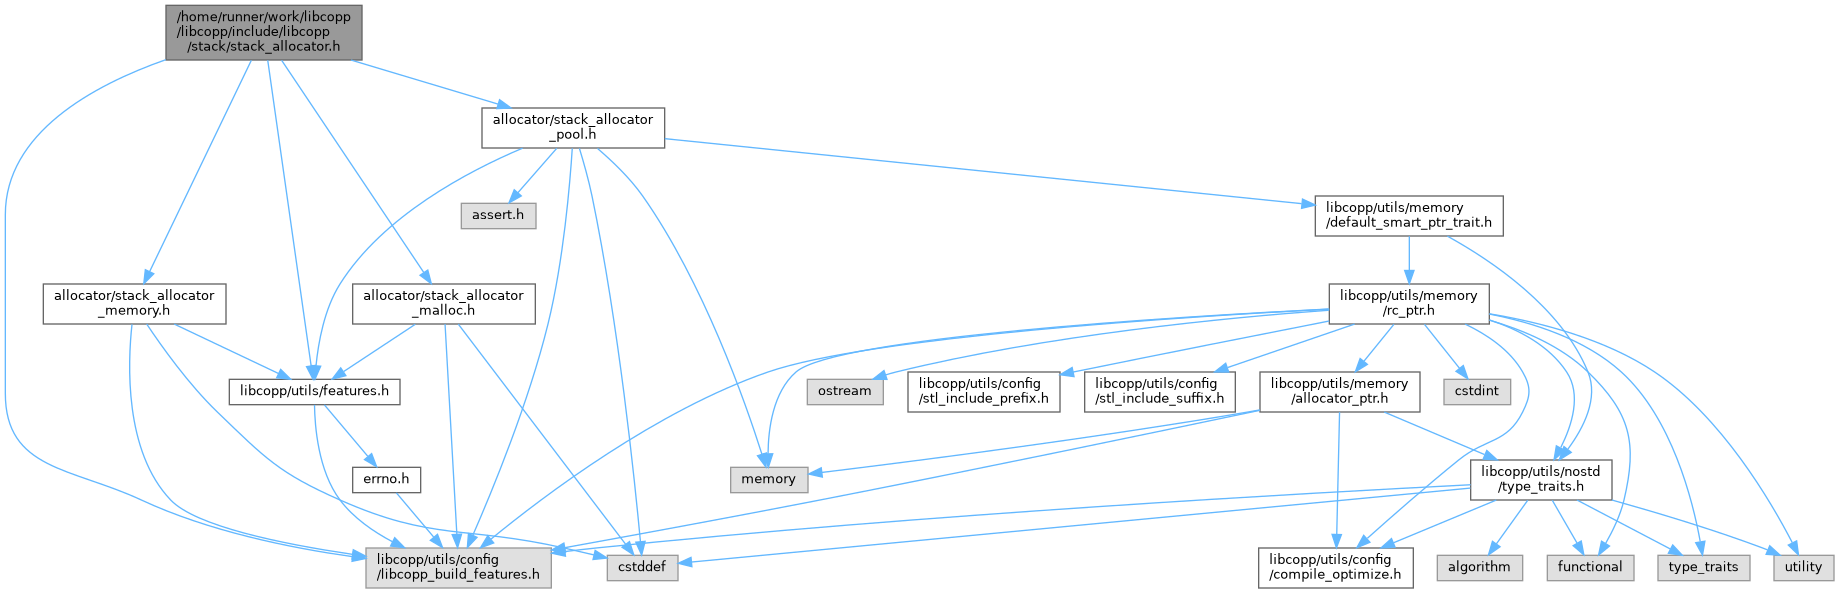 /home/runner/work/libcopp
/libcopp/include/libcopp
/stack/stack_allocator.h
allocator/stack_allocator
_pool.h
assert.h
libcopp/utils/memory
/default_smart_ptr_trait.h
allocator/stack_allocator
_memory.h
allocator/stack_allocator
_malloc.h
libcopp/utils/memory
/rc_ptr.h
libcopp/utils/features.h
ostream
libcopp/utils/config
/stl_include_prefix.h
libcopp/utils/config
/stl_include_suffix.h
libcopp/utils/memory
/allocator_ptr.h
cstdint
errno.h
memory
libcopp/utils/nostd
/type_traits.h
libcopp/utils/config
/libcopp_build_features.h
cstddef
libcopp/utils/config
/compile_optimize.h
algorithm
functional
type_traits
utility